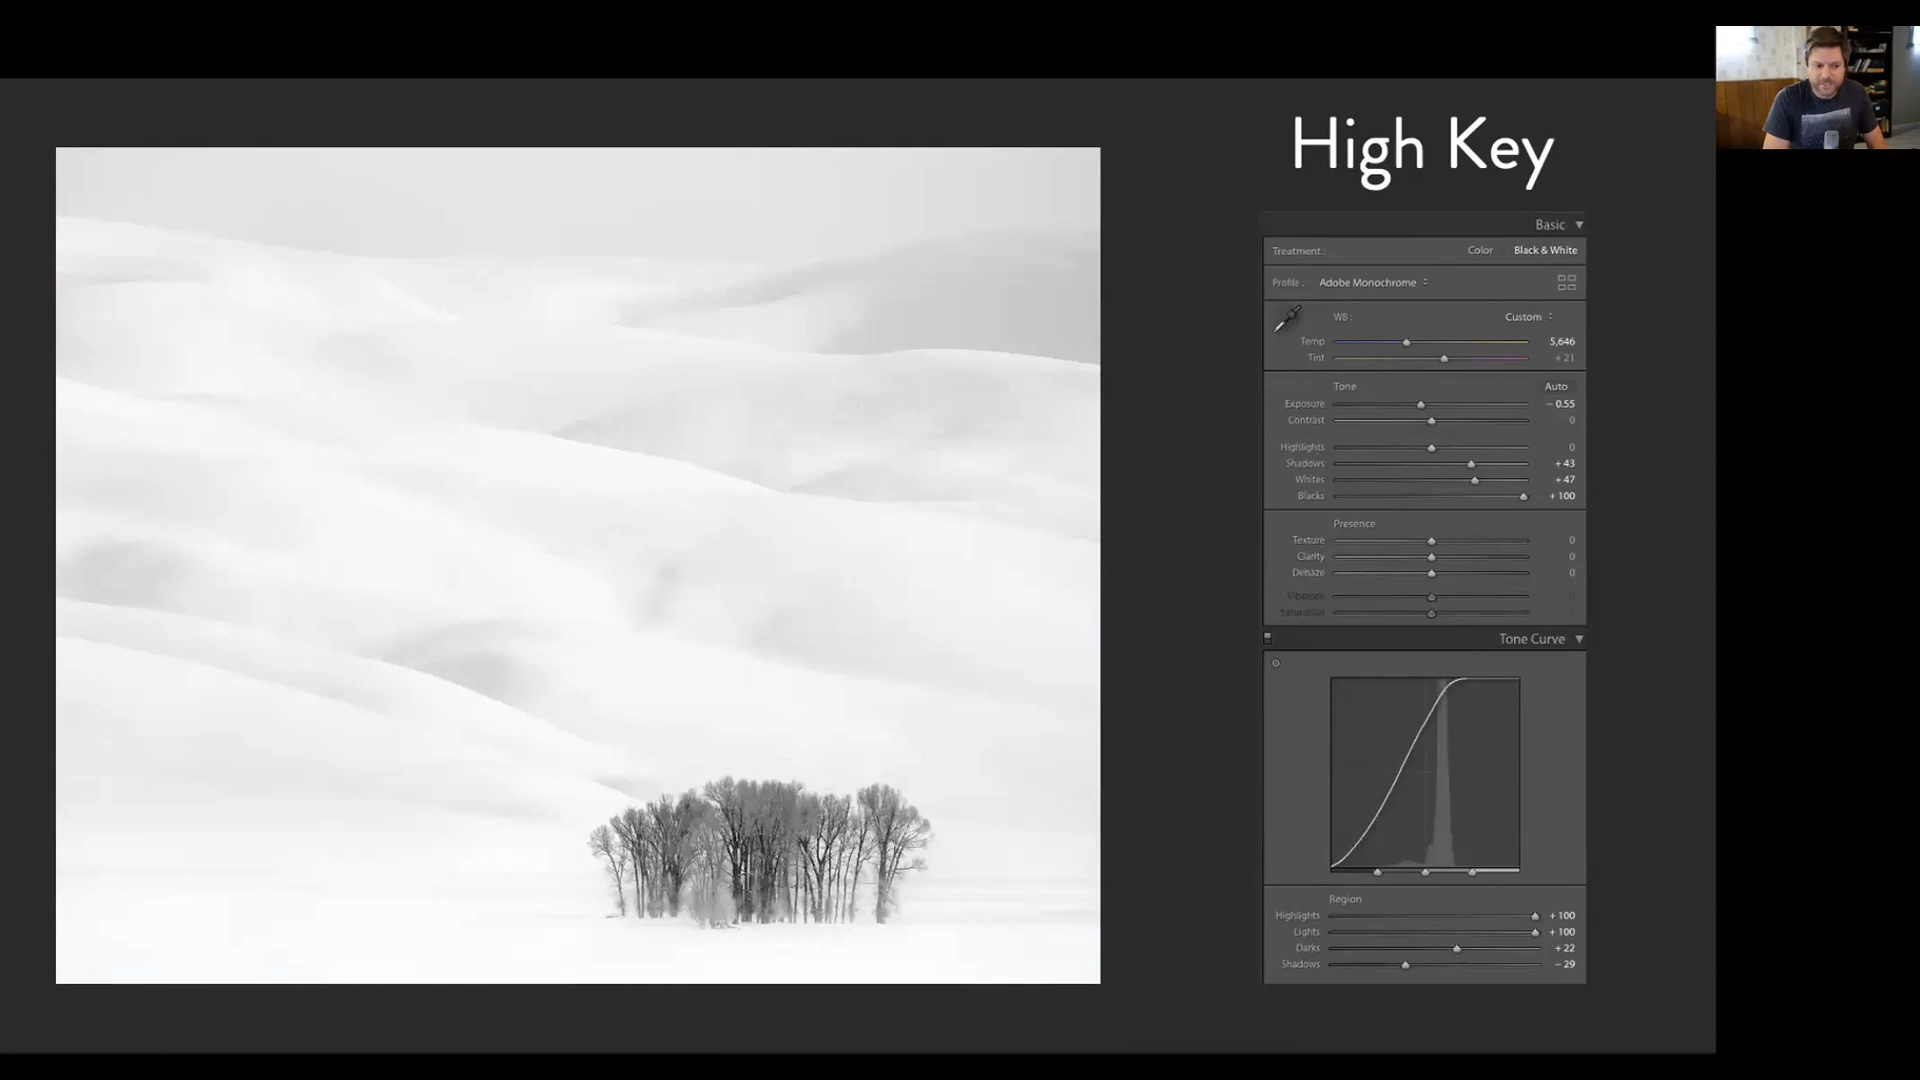 High Key
Basic
Treatment : Color Black & White
Profile : Adobe Monochrome
WB : Custom
Temp 5,646
Tint + 21
Tone Auto
Exposure − 0.55
Contrast 0
Highlights 0
Shadows + 43
Whites + 47
Blacks + 100
Presence
Texture 0
Clarity 0
Dehaze 0
Vibrance
Saturation
Tone Curve
Region
Highlights + 100
Lights + 100
Darks + 22
Shadows − 29